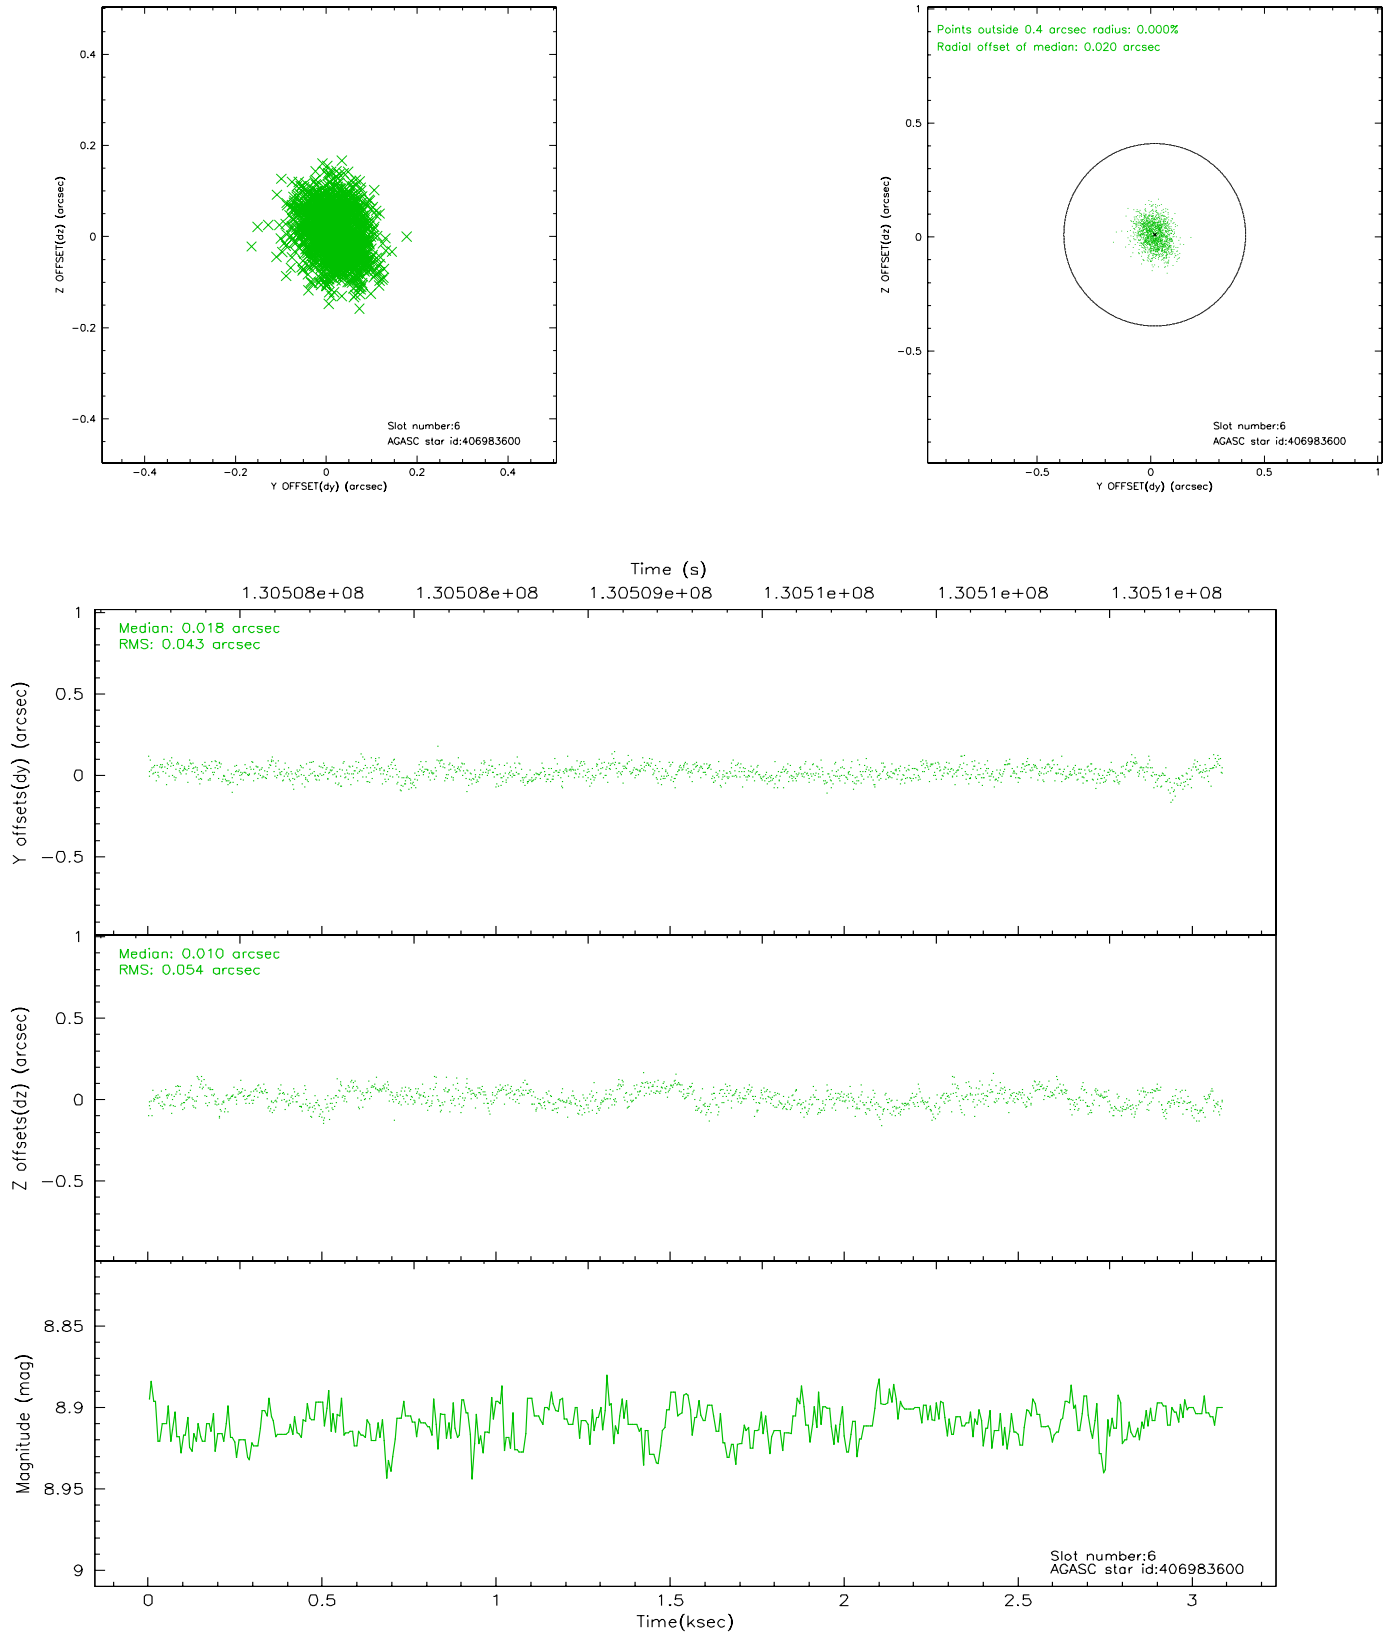 0.4
0.2
0
−0.2
−0.4
Z OFFSET(dz) (arcsec)
Slot number:6
AGASC star id:406983600
−0.4 −0.2 0 0.2 0.4
Y OFFSET(dy) (arcsec)
Points outside 0.4 arcsec radius: 0.000%
Radial offset of median: 0.020 arcsec
1
0.5
0
−0.5
Z OFFSET(dz) (arcsec)
Slot number:6
AGASC star id:406983600
−0.5 0 0.5 1
Y OFFSET(dy) (arcsec)
Time (s)
1.30508e+08 1.30508e+08 1.30509e+08 1.3051e+08 1.3051e+08 1.3051e+08
Median: 0.018 arcsec
RMS: 0.043 arcsec
1
0.5
0
−0.5
Y offsets(dy) (arcsec)
Median: 0.010 arcsec
RMS: 0.054 arcsec
1
0.5
0
−0.5
Z offsets(dz) (arcsec)
8.85
8.9
8.95
9
Magnitude (mag)
Slot number:6
AGASC star id:406983600
0 0.5 1 1.5 2 2.5 3
Time(ksec)